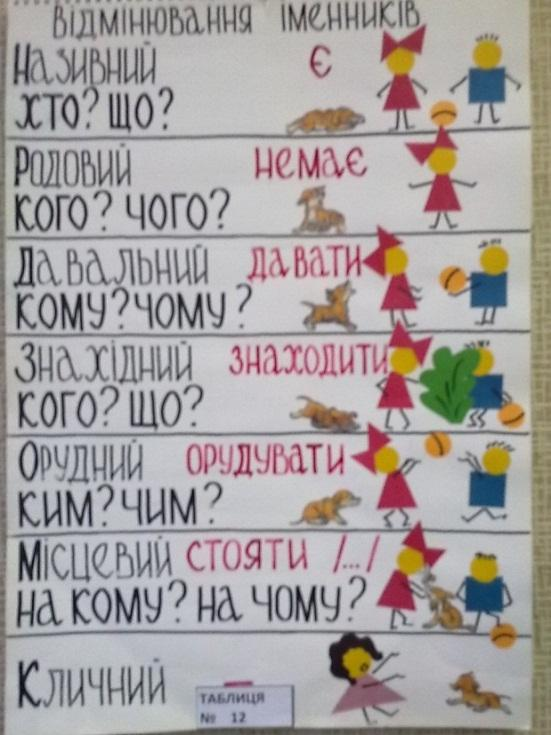 Відмінювання іменників
Називний є
Хто? Що?
Родовий немає
Кого? Чого?
Давальний давати
Кому? Чому?
Знахідний знаходити
Кого? Що?
Орудний орудувати
Ким? Чим?
Місцевий стояти /.../
На кому? На чому?
Кличний
ТАБЛИЦЯ
№ 12